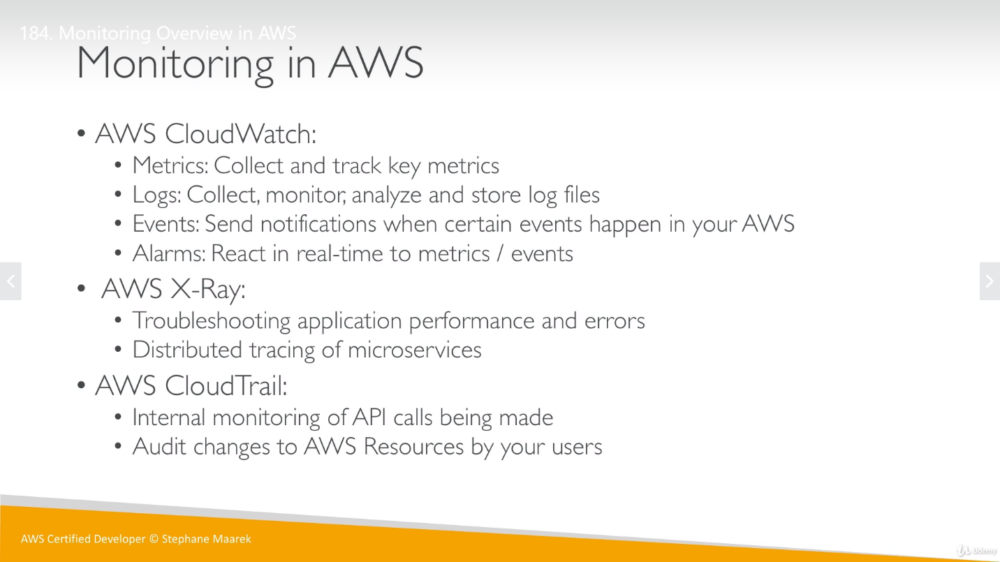 184. Monitoring Overview in AWS
Monitoring in AWS
• AWS CloudWatch:
• Metrics: Collect and track key metrics
• Logs: Collect, monitor, analyze and store log files
• Events: Send notifications when certain events happen in your AWS
• Alarms: React in real-time to metrics / events
• AWS X-Ray:
• Troubleshooting application performance and errors
• Distributed tracing of microservices
• AWS CloudTrail:
• Internal monitoring of API calls being made
• Audit changes to AWS Resources by your users
AWS Certified Developer © Stephane Maarek
Udemy